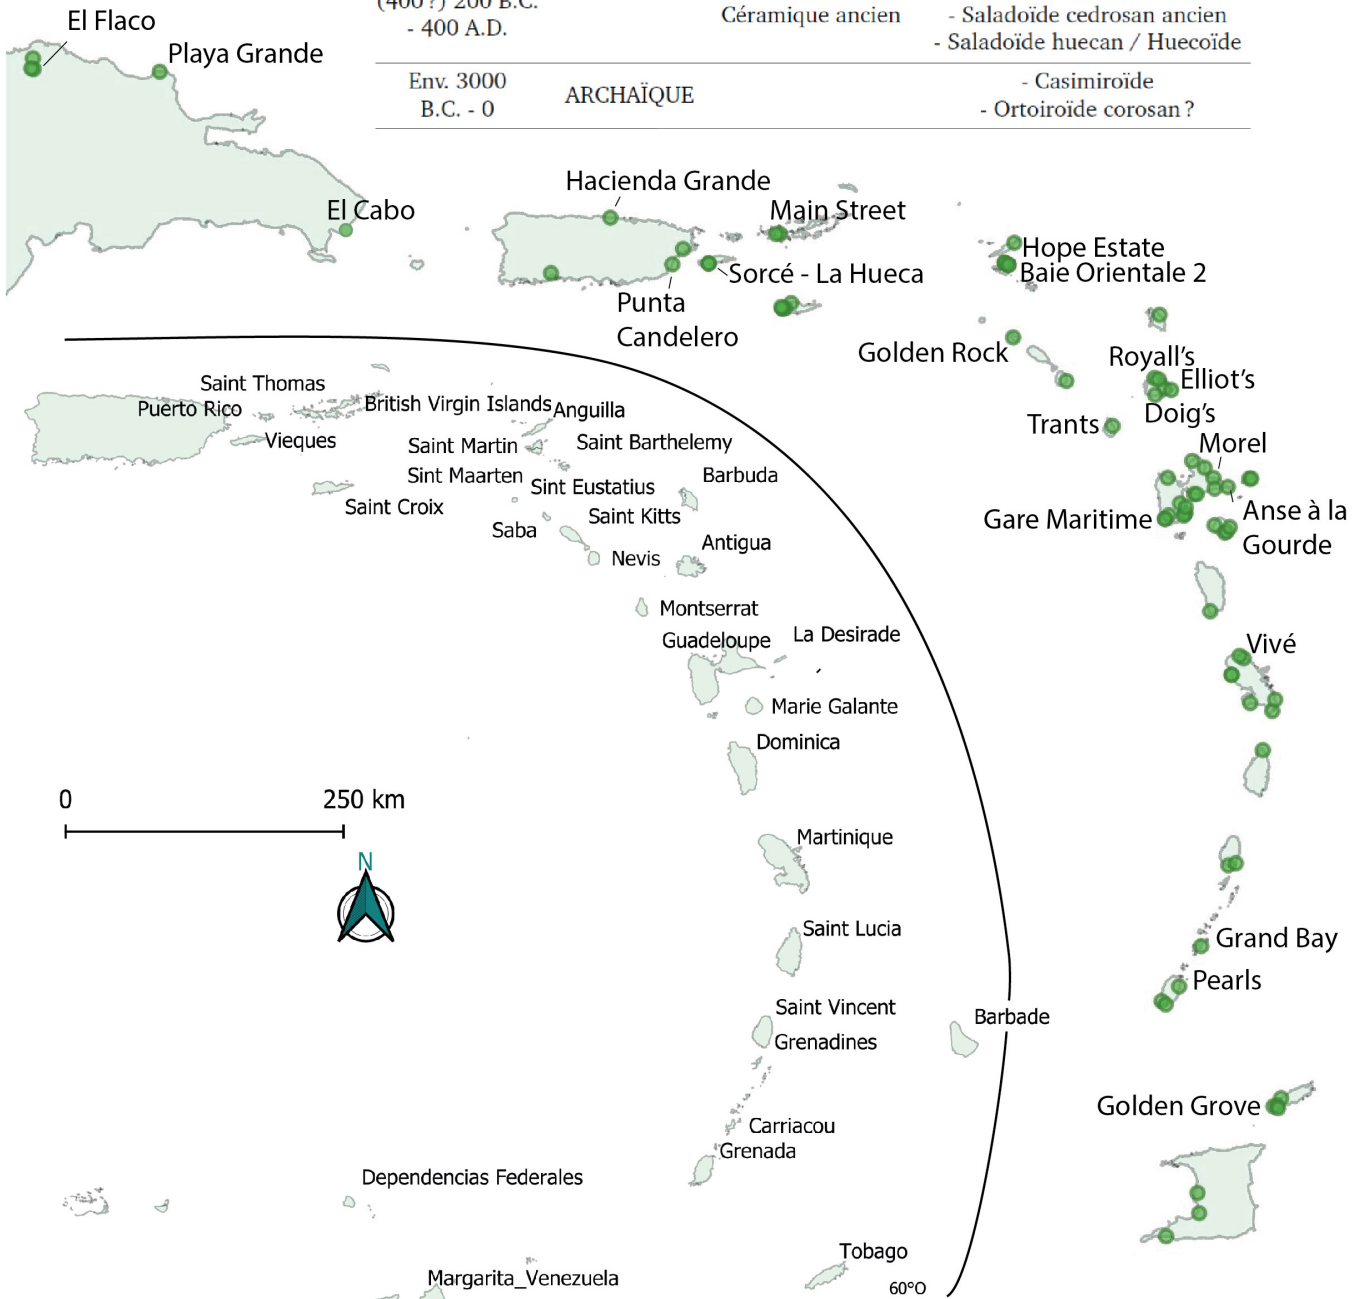 (400 ?) 200 B.C.
- 400 A.D.
Céramique ancien
- Saladoïde cedrosan ancien
- Saladoïde huecan / Huecoïde
Env. 3000
B.C. - 0
ARCHAÏQUE
- Casimiroïde
- Ortoiroïde corosan ?
El Flaco
Playa Grande
El Cabo
Hacienda Grande
Main Street
Sorcé - La Hueca
Punta
Candelero
Hope Estate
Baie Orientale 2
Golden Rock
Royall's
Elliot's
Doig's
Trants
Morel
Gare Maritime
Anse à la
Gourde
Vivé
Grand Bay
Pearls
Golden Grove
Saint Thomas
Puerto Rico
British Virgin Islands
Anguilla
Vieques
Saint Martin
Saint Barthelemy
Sint Maarten
Sint Eustatius
Barbuda
Saint Croix
Saint Kitts
Saba
Antigua
Nevis
Montserrat
Guadeloupe
La Desirade
Marie Galante
Dominica
0
250 km
N
Martinique
Saint Lucia
Saint Vincent
Grenadines
Barbade
Carriacou
Grenada
Dependencias Federales
Tobago
Margarita_Venezuela
60°O